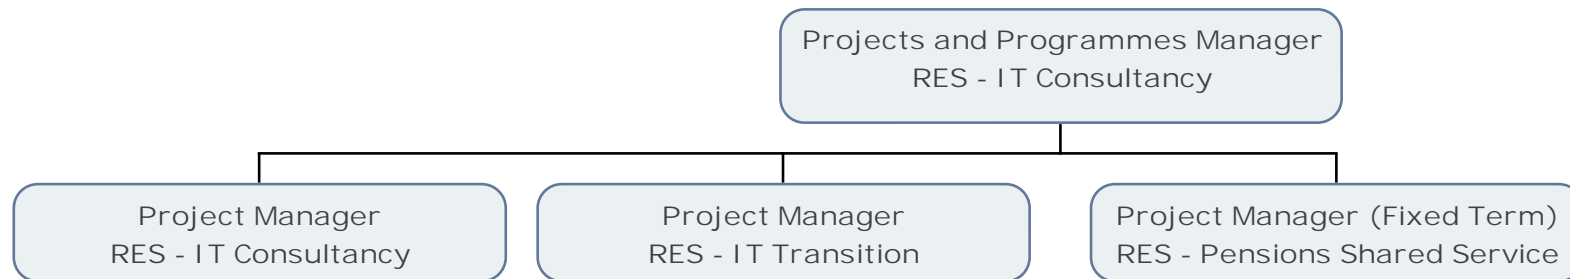 Projects and Programmes Manager
RES - IT Consultancy
Project Manager
RES - IT Consultancy
Project Manager
RES - IT Transition
Project Manager (Fixed Term)
RES - Pensions Shared Service